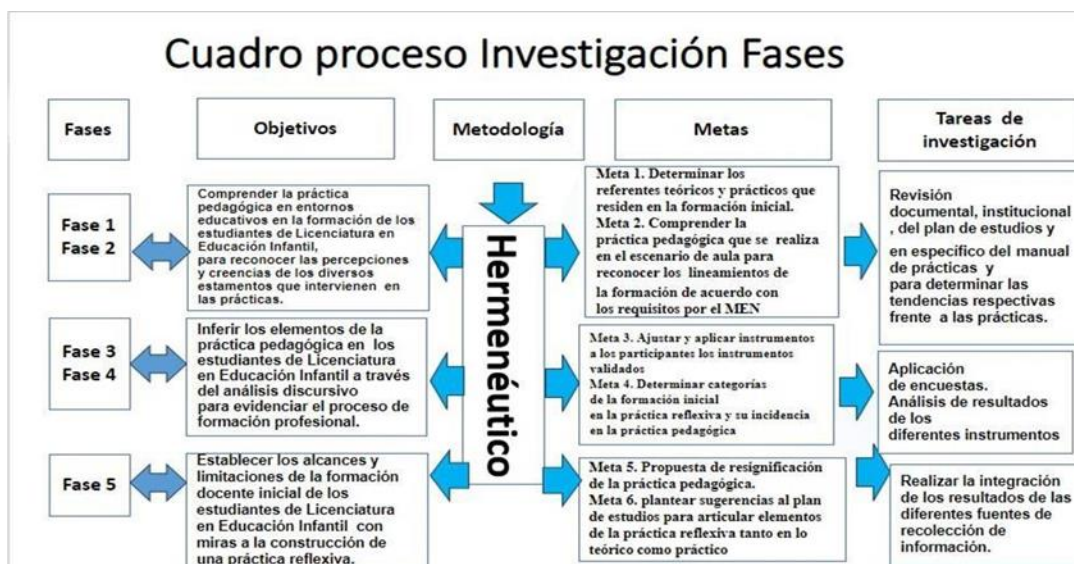 Cuadro proceso Investigación Fases
Fases
Objetivos
Metodología
Metas
Tareas de
investigación
Fase 1
Fase 2
Comprender la práctica
pedagógica en entornos
educativos en la formación de los
estudiantes de Licenciatura en
Educación Infantil,
para reconocer las percepciones
y creencias de los diversos
estamentos que intervienen en
las prácticas.
Hermenéutico
Meta 1. Determinar los
referentes teóricos y prácticos que
residen en la formación inicial.
Meta 2. Comprender la
práctica pedagógica que se realiza
en el escenario de aula para
reconocer los lineamientos de
la formación de acuerdo con
los requisitos por el MEN
Revisión
documental, institucional
, del plan de estudios y
en especifico del manual
de prácticas y
para determinar las
tendencias respectivas
frente a las prácticas.
Fase 3
Fase 4
Inferir los elementos de la
práctica pedagógica en los
estudiantes de Licenciatura
en Educación Infantil a través
del análisis discursivo
para evidenciar el proceso de
formación profesional.
Meta 3. Ajustar y aplicar instrumentos
a los participantes los instrumentos
validados
Meta 4. Determinar categorías
de la formación inicial
en la práctica reflexiva y su incidencia
en la práctica pedagógica
Aplicación
de encuestas.
Análisis de resultados
de los
diferentes instrumentos
Fase 5
Establecer los alcances y
limitaciones de la formación
docente inicial de los
estudiantes de Licenciatura
en Educación Infantil con
miras a la construcción de
una práctica reflexiva.
Meta 5. Propuesta de resignificación
de la práctica pedagógica.
Meta 6. plantear sugerencias al plan
de estudios para articular elementos
de la práctica reflexiva tanto en lo
teórico como práctico
Realizar la integración
de los resultados de las
diferentes fuentes de
recolección de
información.